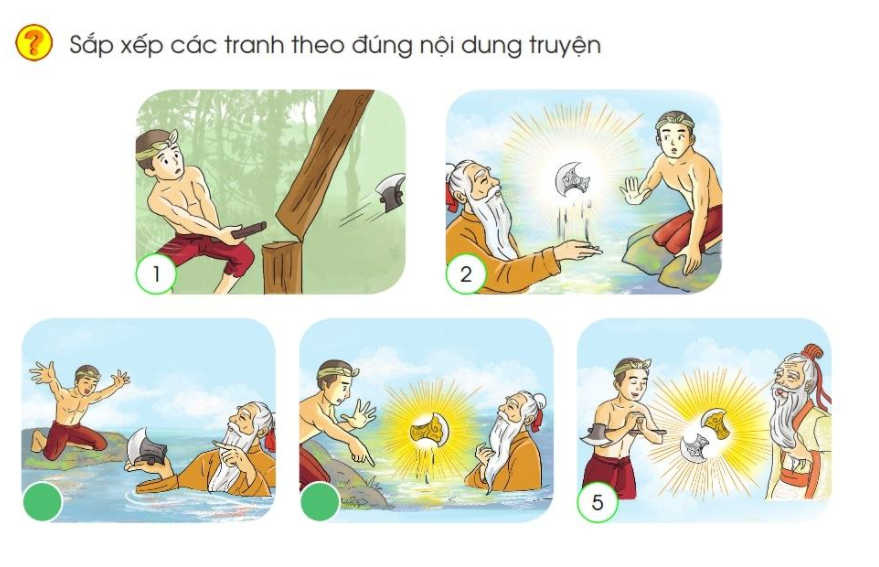 ? Sắp xếp các tranh theo đúng nội dung truyện
1
2
5